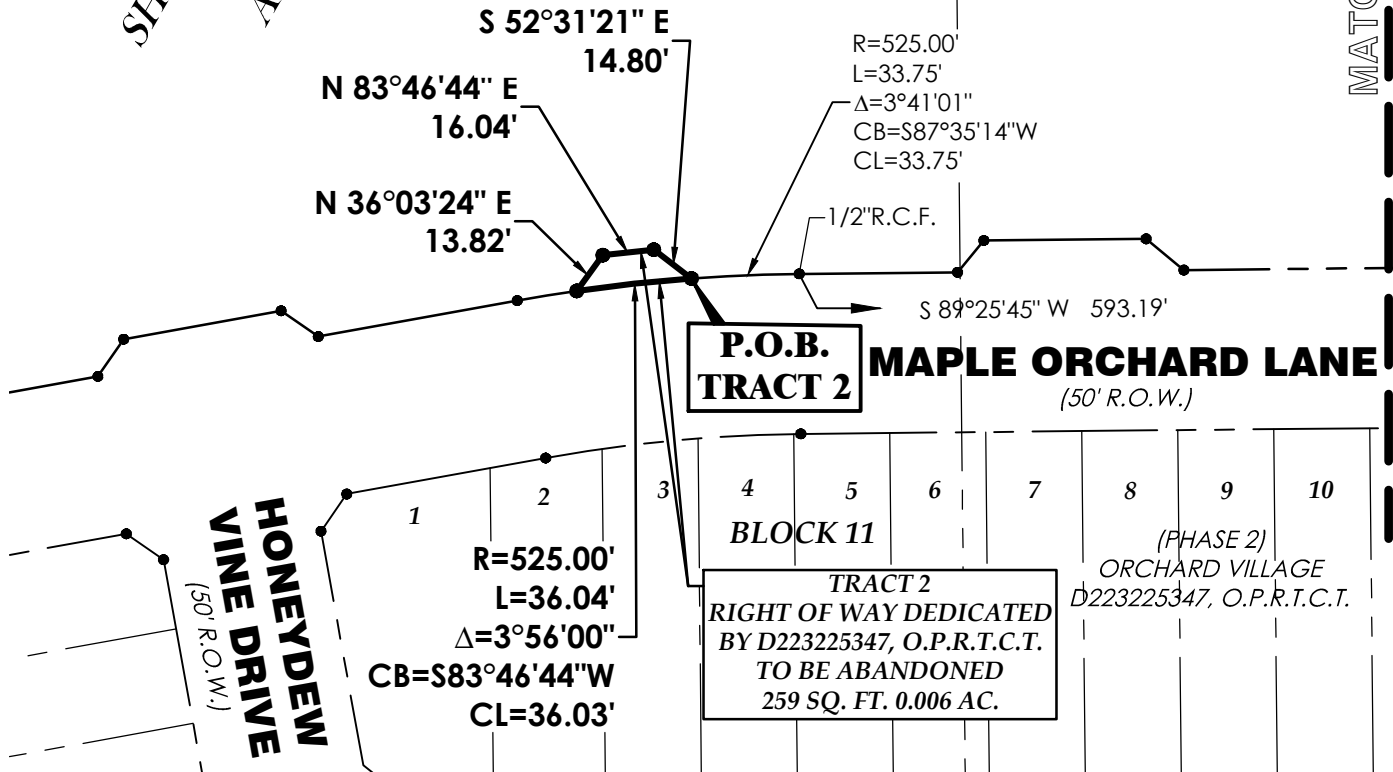 SH
A
MATC
S 52°31'21" E
14.80'
N 83°46'44" E
16.04'
N 36°03'24" E
13.82'
R=525.00'
L=33.75'
Δ=3°41'01"
CB=S87°35'14"W
CL=33.75'
1/2"R.C.F.
S 89°25'45" W 593.19'
P.O.B.
TRACT 2
MAPLE ORCHARD LANE
(50' R.O.W.)
1
2
3
4
5
6
7
8
9
10
BLOCK 11
(PHASE 2)
ORCHARD VILLAGE
D223225347, O.P.R.T.C.T.
HONEYDEW
VINE DRIVE
(50' R.O.W.)
R=525.00'
L=36.04'
Δ=3°56'00"
CB=S83°46'44"W
CL=36.03'
TRACT 2
RIGHT OF WAY DEDICATED
BY D223225347, O.P.R.T.C.T.
TO BE ABANDONED
259 SQ. FT. 0.006 AC.